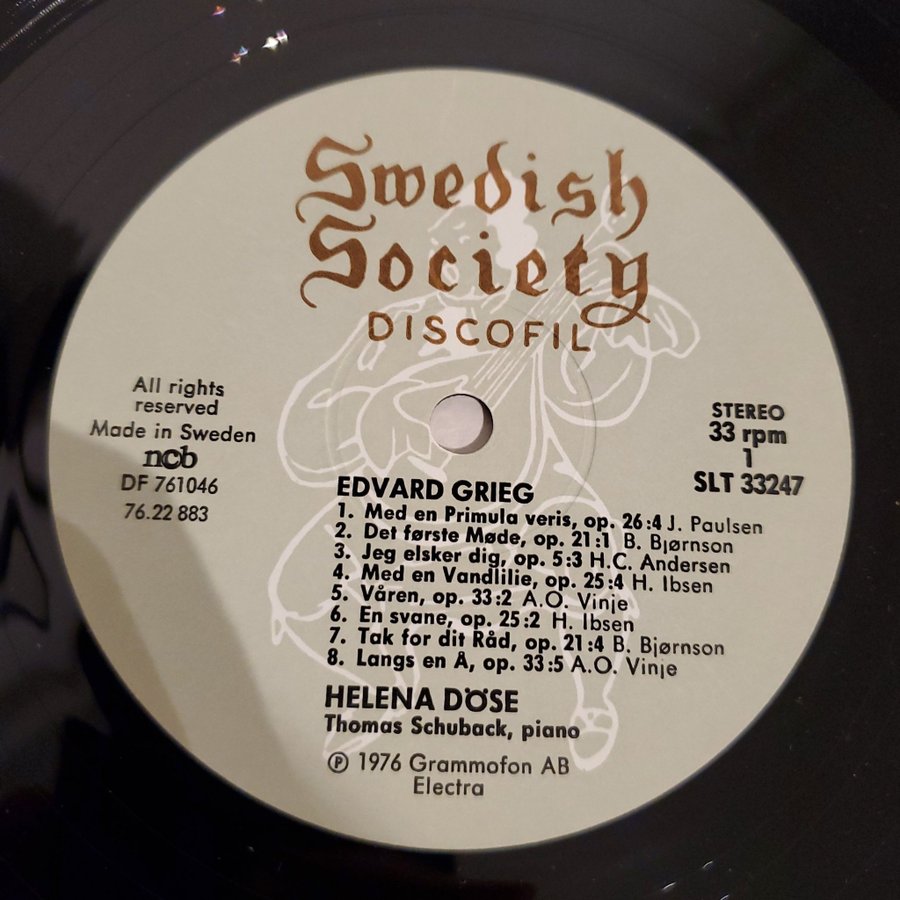 Swedish
Society
DISCOFIL
All rights
reserved
Made in Sweden
ncb
DF 761046
76.22 883
STEREO
33 rpm
1
SLT 33247
EDVARD GRIEG
1. Med en Primula veris, op. 26:4 J. Paulsen
2. Det første Møde, op. 21:1 B. Bjørnson
3. Jeg elsker dig, op. 5:3 H.C. Andersen
4. Med en Vandlilie, op. 25:4 H. Ibsen
5. Våren, op. 33:2 A.O. Vinje
6. En svane, op. 25:2 H. Ibsen
7. Tak for dit Råd, op. 21:4 B. Bjørnson
8. Langs en Å, op. 33:5 A.O. Vinje
HELENA DÖSE
Thomas Schuback, piano
℗ 1976 Grammofon AB
Electra